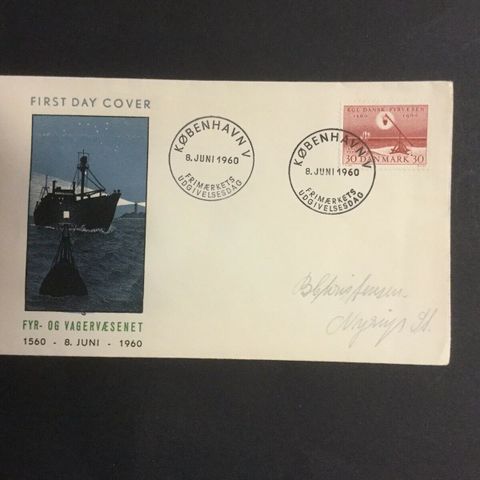 FIRST DAY COVER
KØBENHAVN V
8. JUNI 1960
FRIMÆRKETS
UDGIVELSESDAG
KGL DANSK FYRVÆSEN
1560 1960
30 DANMARK 30
KØBENHAVN V
8. JUNI 1960
FRIMÆRKETS
UDGIVELSESDAG
FYR- OG VAGERVÆSENET
1560 - 8. JUNI - 1960